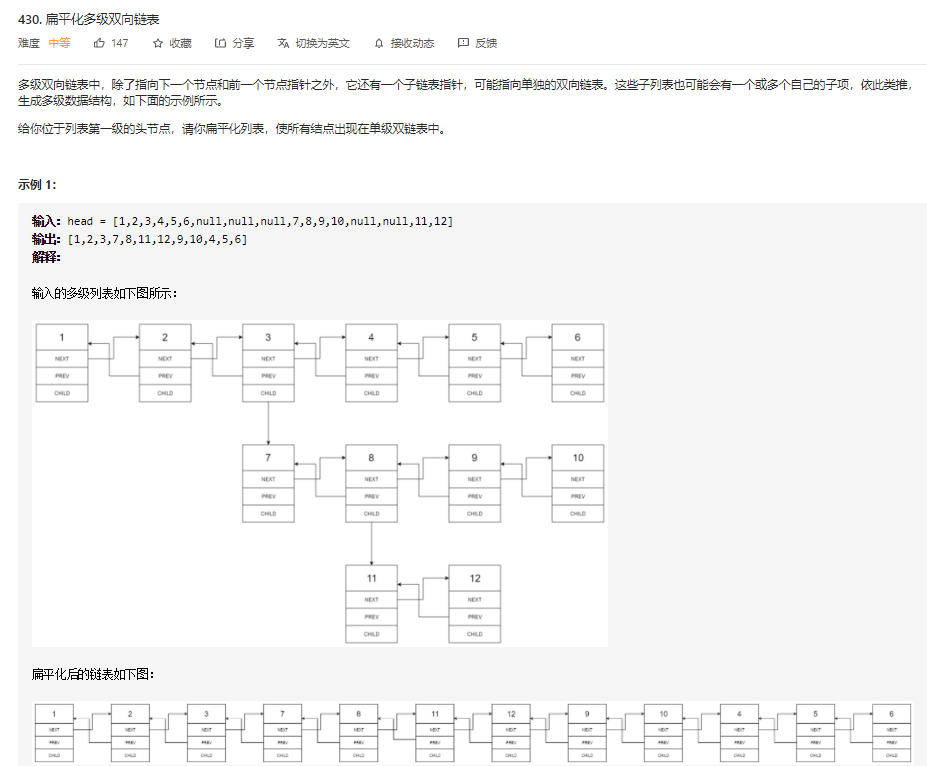 430. 扁平化多级双向链表
难度 中等 147 收藏 分享 切换为英文 接收动态 反馈
多级双向链表中，除了指向下一个节点和前一个节点指针之外，它还有一个子链表指针，可能指向单独的双向链表。这些子列表也可能会有一个或多个自己的子项，依此类推，
生成多级数据结构，如下面的示例所示。
给你位于列表第一级的头节点，请你扁平化列表，使所有结点出现在单级双链表中。
示例 1：
输入：head = [1,2,3,4,5,6,null,null,null,7,8,9,10,null,null,11,12]
输出：[1,2,3,7,8,11,12,9,10,4,5,6]
解释：
输入的多级列表如下图所示：
1 2 3 4 5 6
NEXT NEXT NEXT NEXT NEXT NEXT
PREV PREV PREV PREV PREV PREV
CHILD CHILD CHILD CHILD CHILD CHILD
7 8 9 10
NEXT NEXT NEXT NEXT
PREV PREV PREV PREV
CHILD CHILD CHILD CHILD
11 12
NEXT NEXT
PREV PREV
CHILD CHILD
扁平化后的链表如下图：
1 2 3 7 8 11 12 9 10 4 5 6
NEXT NEXT NEXT NEXT NEXT NEXT NEXT NEXT NEXT NEXT NEXT NEXT
PREV PREV PREV PREV PREV PREV PREV PREV PREV PREV PREV PREV
CHILD CHILD CHILD CHILD CHILD CHILD CHILD CHILD CHILD CHILD CHILD CHILD